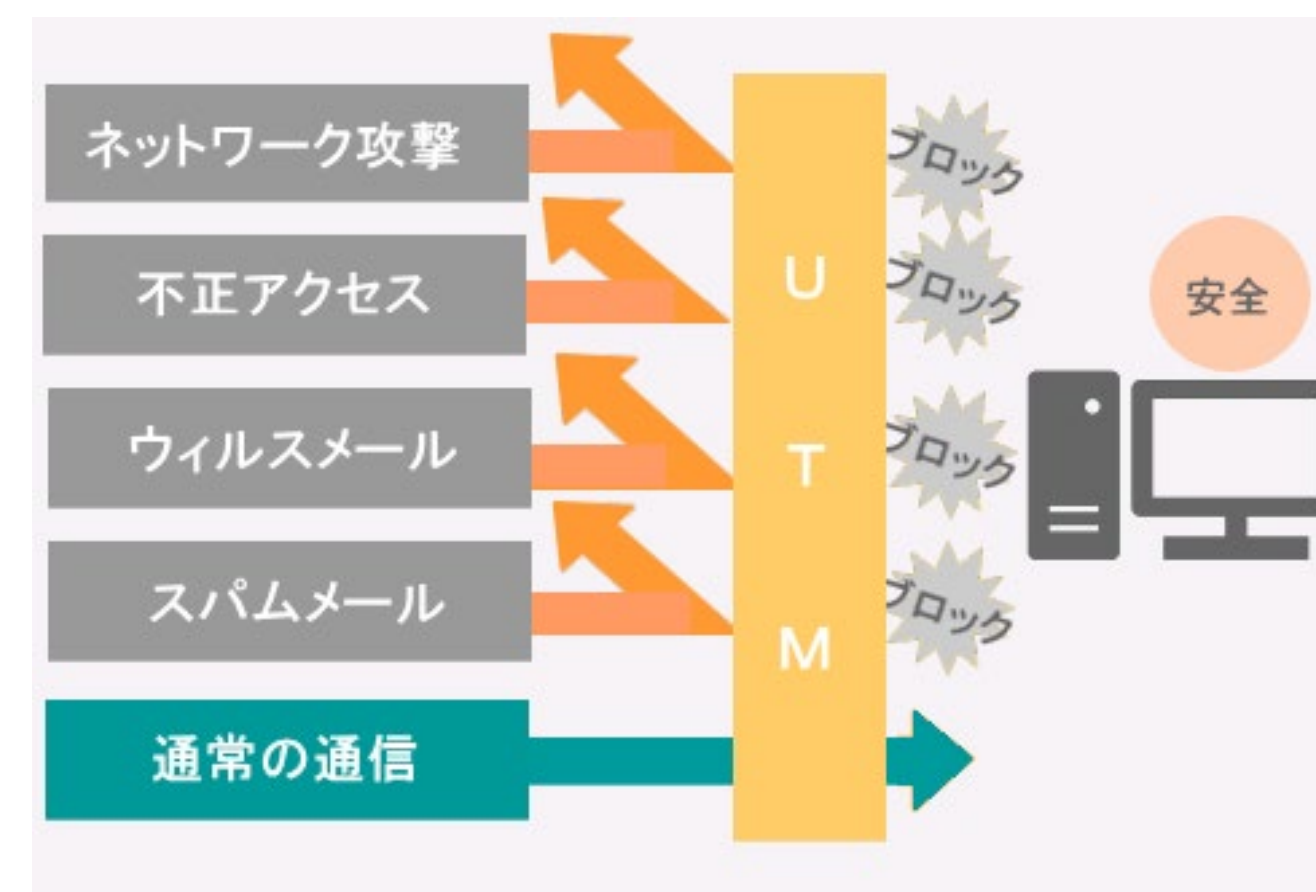 ネットワーク攻撃
ブロック
不正アクセス
ブロック
安全
ウィルスメール
ブロック
スパムメール
ブロック
通常の通信
U
T
M